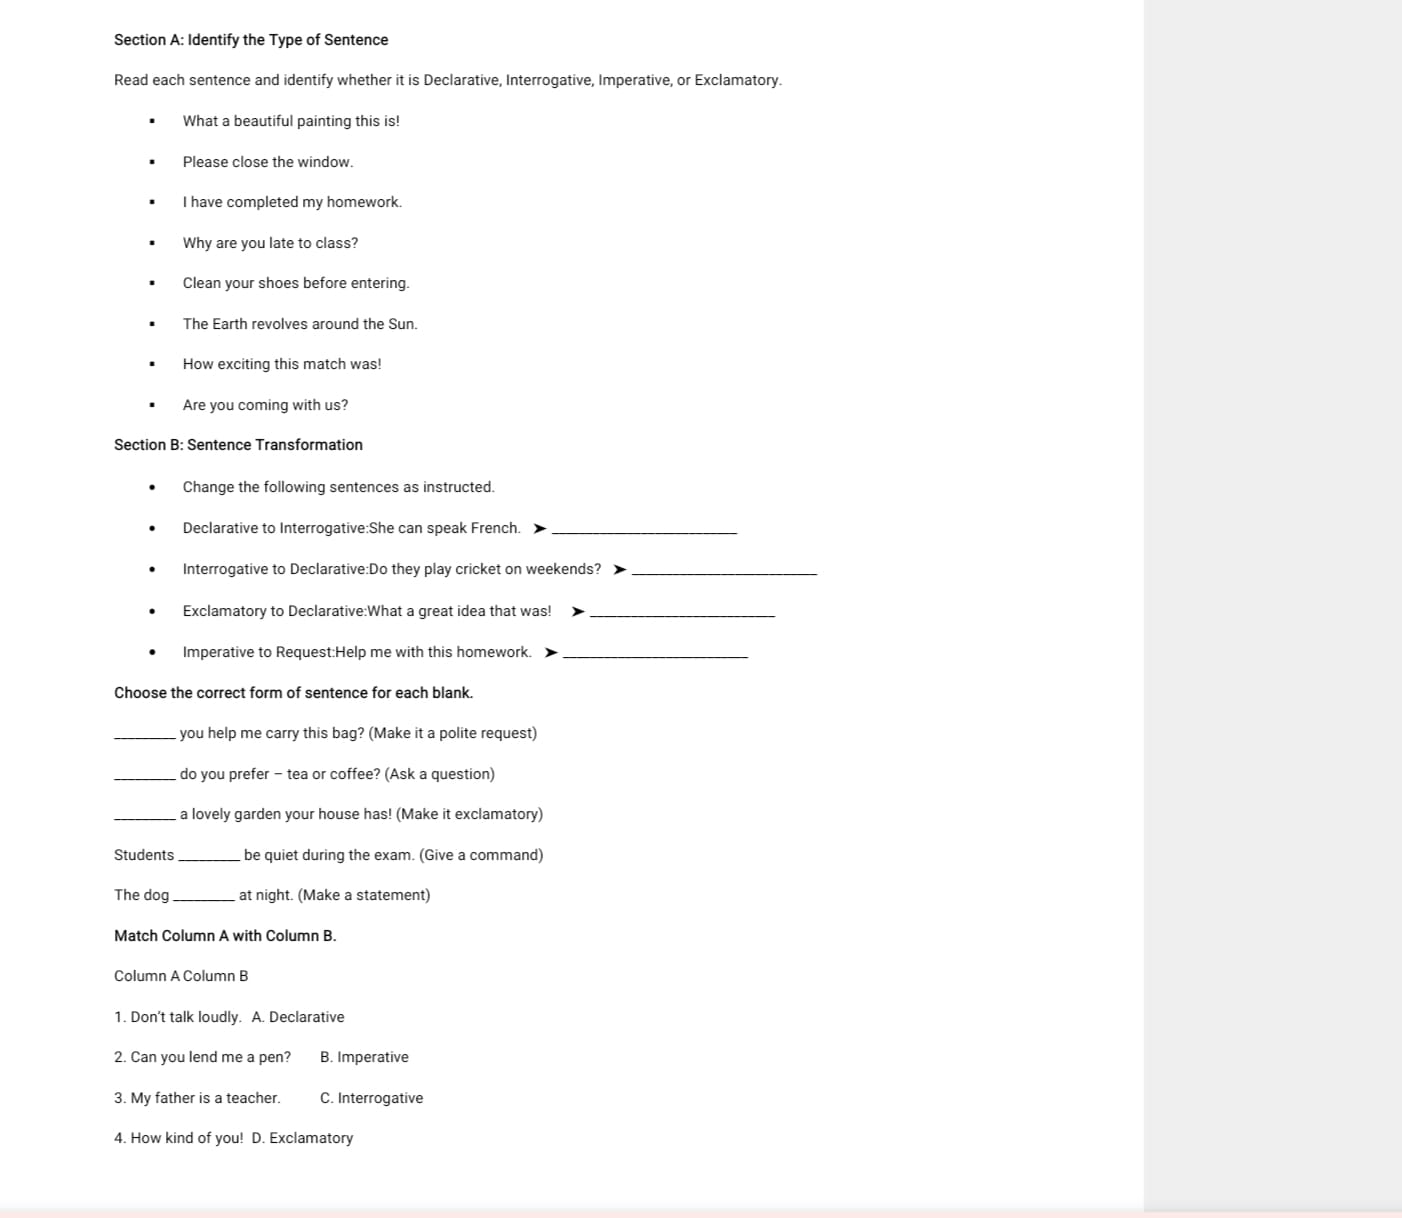 Section A: Identify the Type of Sentence
Read each sentence and identify whether it is Declarative, Interrogative, Imperative, or Exclamatory.
▪ What a beautiful painting this is!
▪ Please close the window.
▪ I have completed my homework.
▪ Why are you late to class?
▪ Clean your shoes before entering.
▪ The Earth revolves around the Sun.
▪ How exciting this match was!
▪ Are you coming with us?
Section B: Sentence Transformation
• Change the following sentences as instructed.
• Declarative to Interrogative:She can speak French. ➤ ________________________
• Interrogative to Declarative:Do they play cricket on weekends? ➤ ________________________
• Exclamatory to Declarative:What a great idea that was! ➤ ________________________
• Imperative to Request:Help me with this homework. ➤ ________________________
Choose the correct form of sentence for each blank.
________ you help me carry this bag? (Make it a polite request)
________ do you prefer – tea or coffee? (Ask a question)
________ a lovely garden your house has! (Make it exclamatory)
Students ________ be quiet during the exam. (Give a command)
The dog ________ at night. (Make a statement)
Match Column A with Column B.
Column A Column B
1. Don't talk loudly. A. Declarative
2. Can you lend me a pen? B. Imperative
3. My father is a teacher. C. Interrogative
4. How kind of you! D. Exclamatory